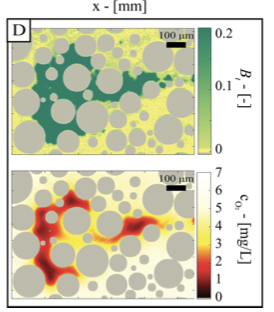 x - [mm]
D
100 µm
0.2
0.1
0
B_t - [-]
100 µm
7
6
5
4
3
2
1
0
c_O₂ - [mg/L]